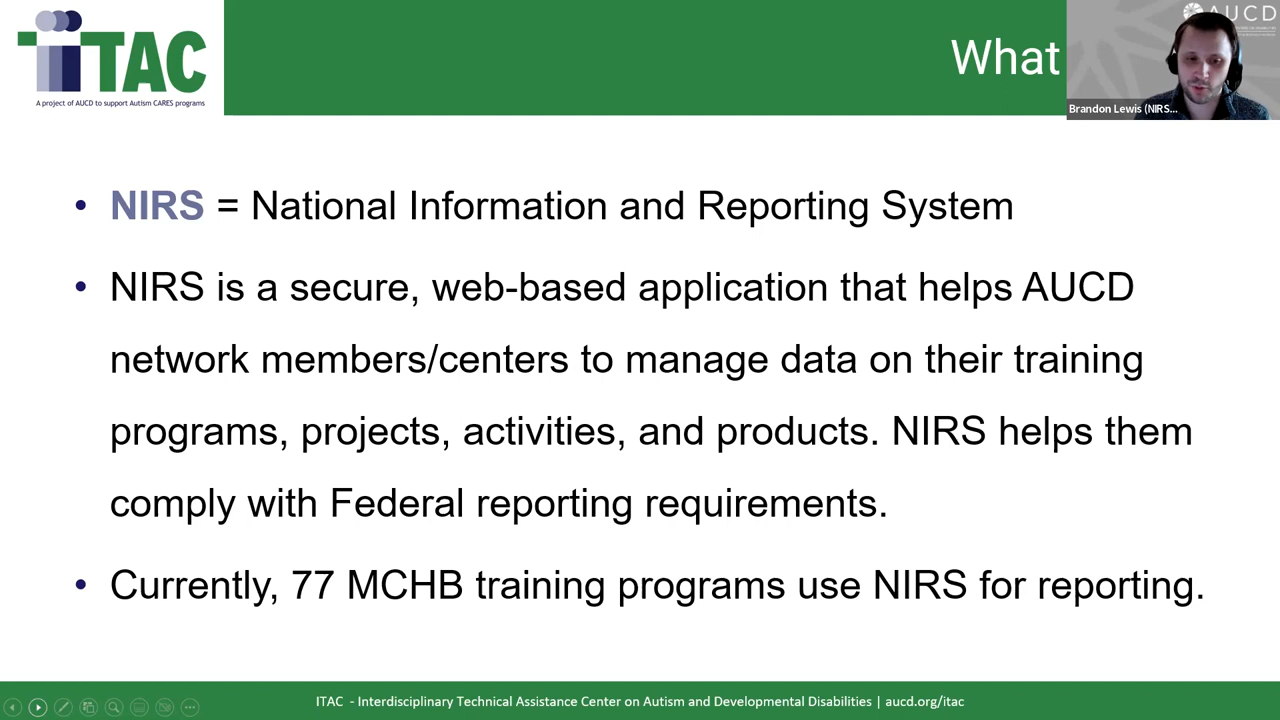 iTAC
A project of AUCD to support Autism CARES programs
What
AUCD
Brandon Lewis (NIRS...
• NIRS = National Information and Reporting System
• NIRS is a secure, web-based application that helps AUCD
network members/centers to manage data on their training
programs, projects, activities, and products. NIRS helps them
comply with Federal reporting requirements.
• Currently, 77 MCHB training programs use NIRS for reporting.
ITAC - Interdisciplinary Technical Assistance Center on Autism and Developmental Disabilities | aucd.org/itac